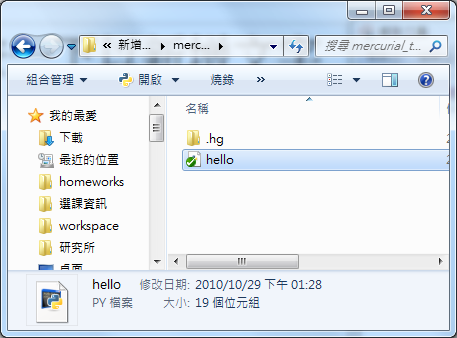 新增... merc... 搜尋 mercurial_t...
組合管理 開啟 燒錄 »
名稱
我的最愛
下載
最近的位置
homeworks
選課資訊
workspace
研究所
桌面
.hg
hello
hello 修改日期: 2010/10/29 下午 01:28
PY 檔案 大小: 19 個位元組